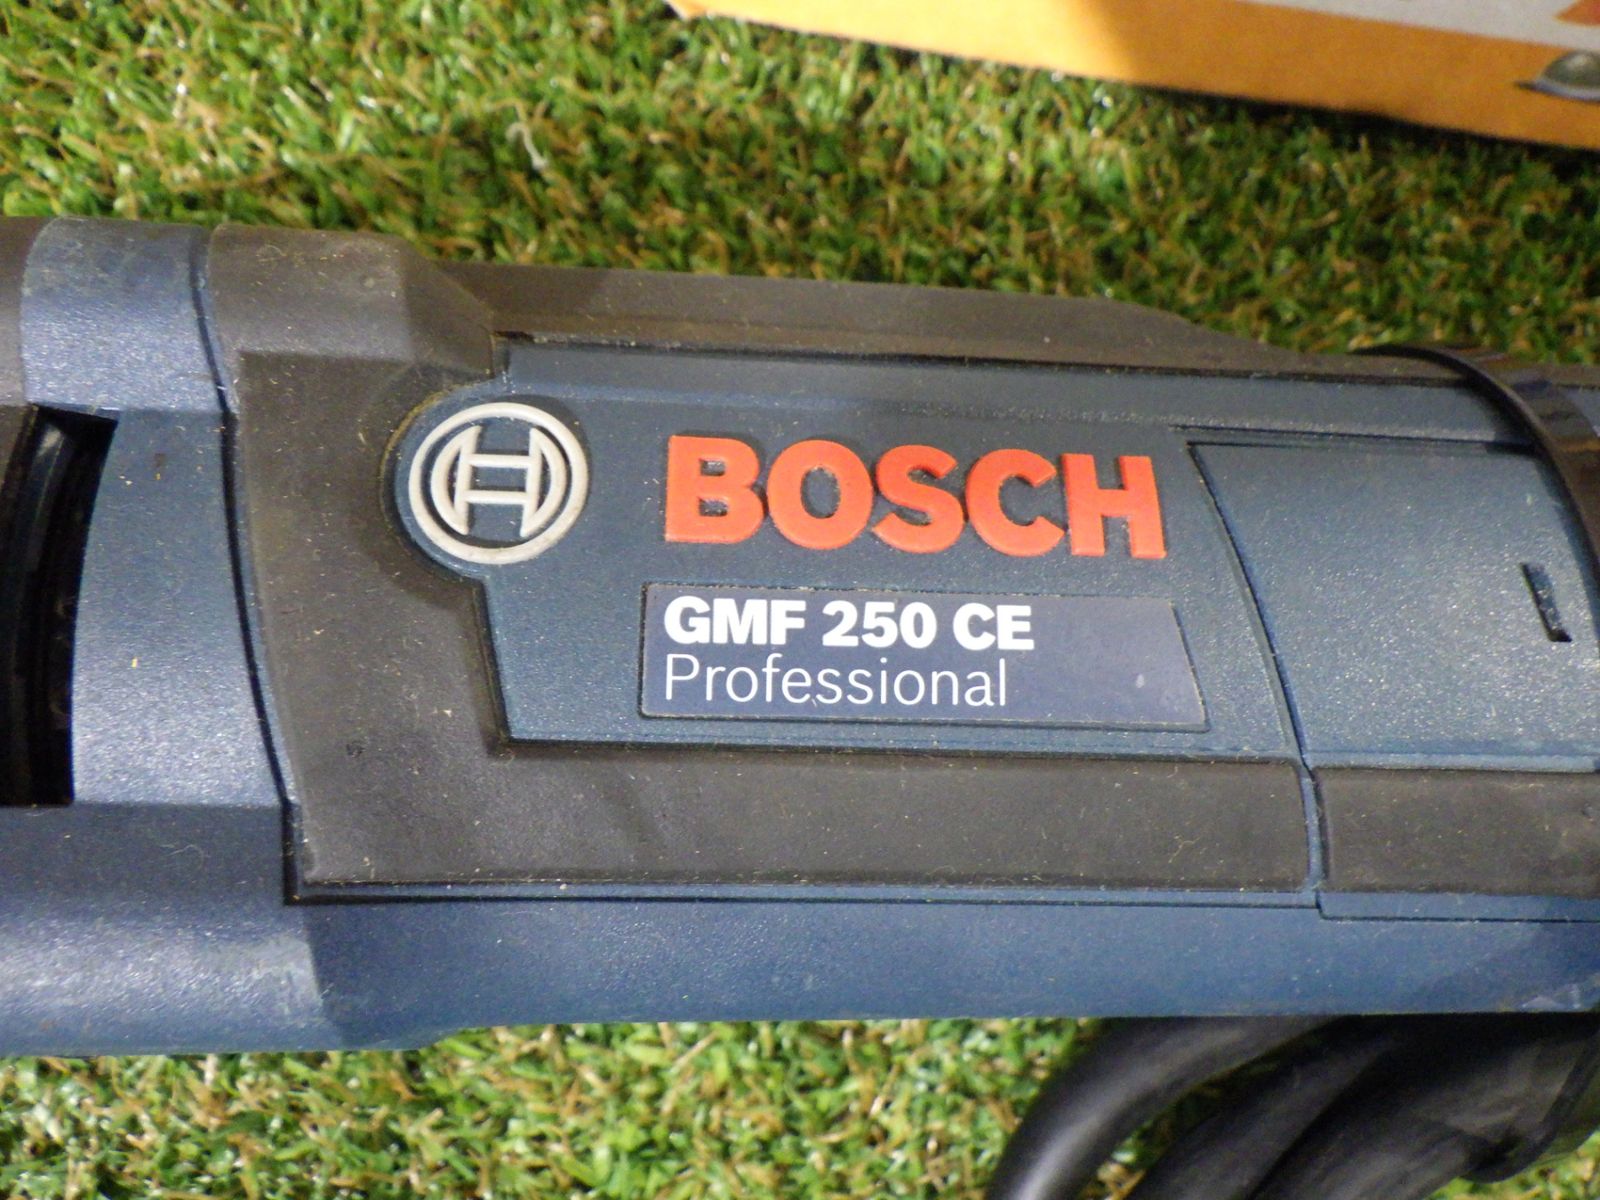 BOSCH
GMF 250 CE
Professional